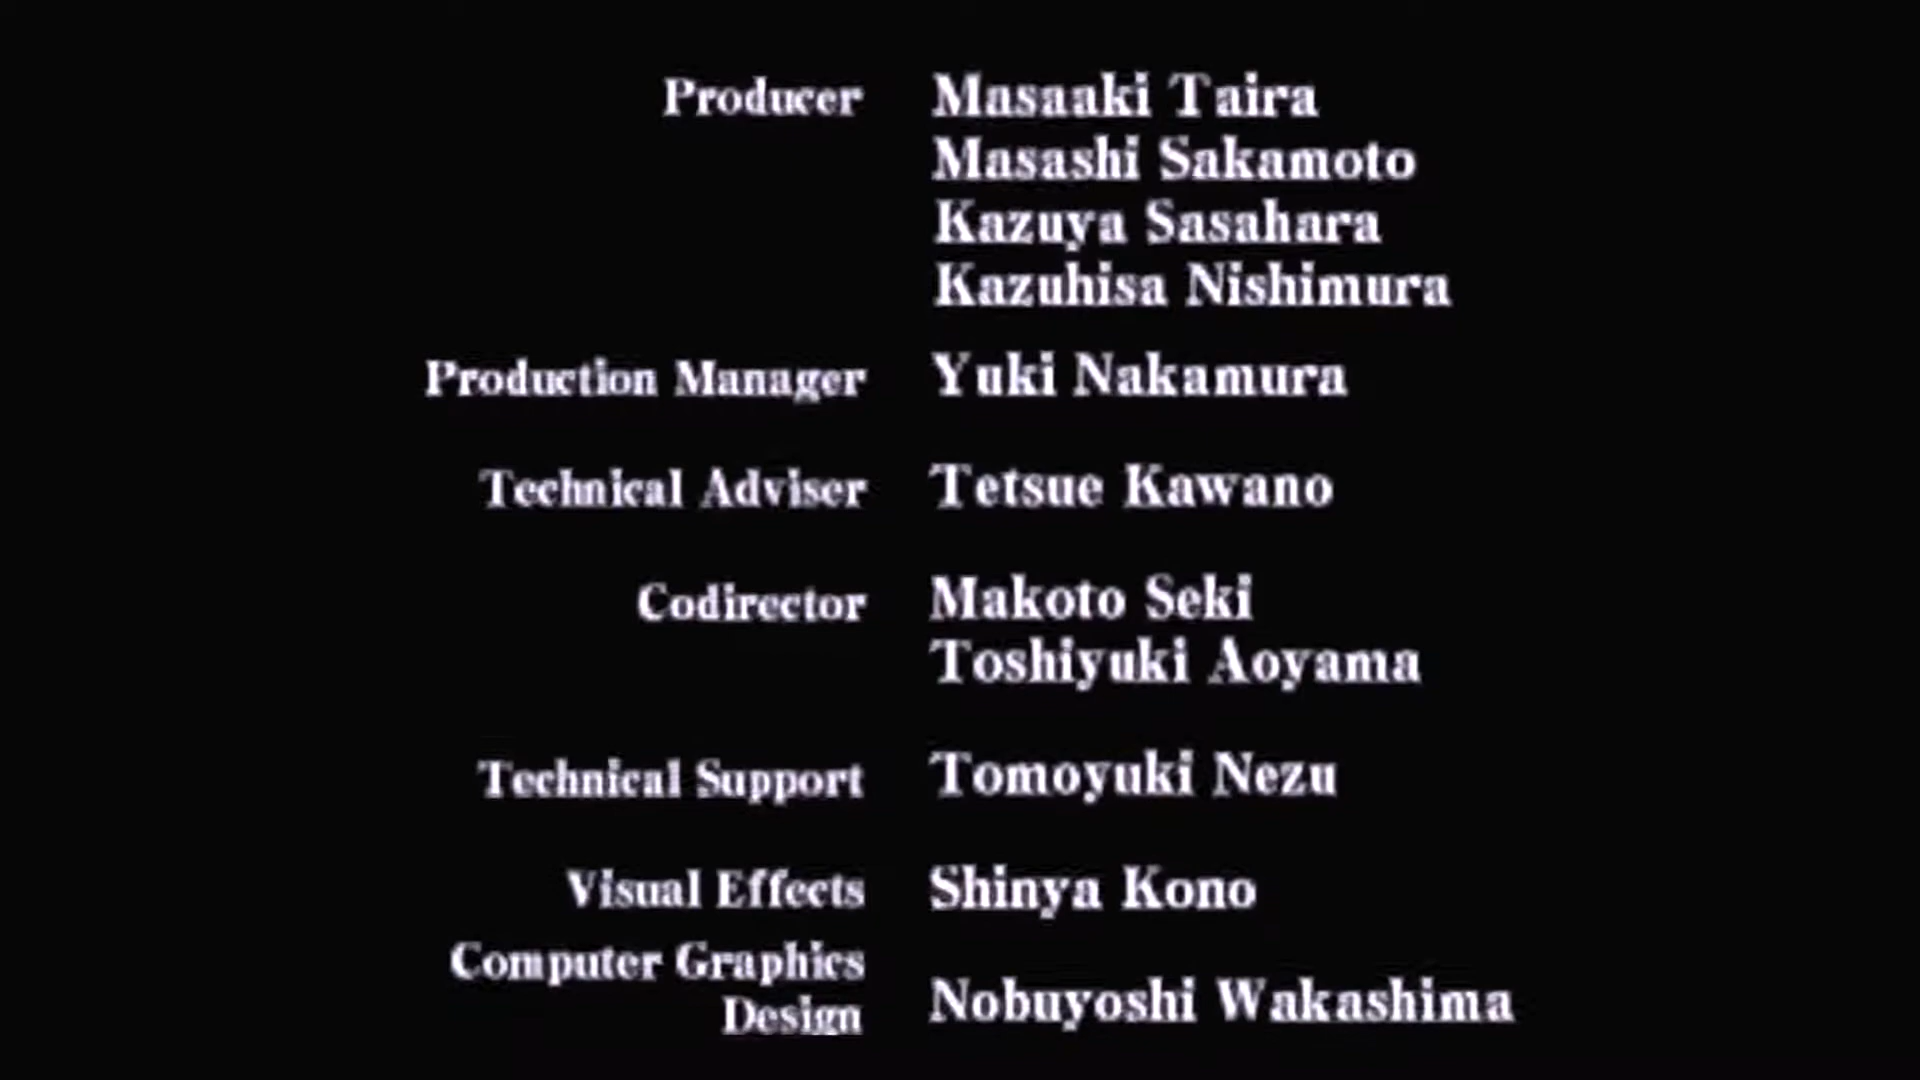 Producer Masaaki Taira
Masashi Sakamoto
Kazuya Sasahara
Kazuhisa Nishimura
Production Manager Yuki Nakamura
Technical Adviser Tetsue Kawano
Codirector Makoto Seki
Toshiyuki Aoyama
Technical Support Tomoyuki Nezu
Visual Effects Shinya Kono
Computer Graphics
Design Nobuyoshi Wakashima